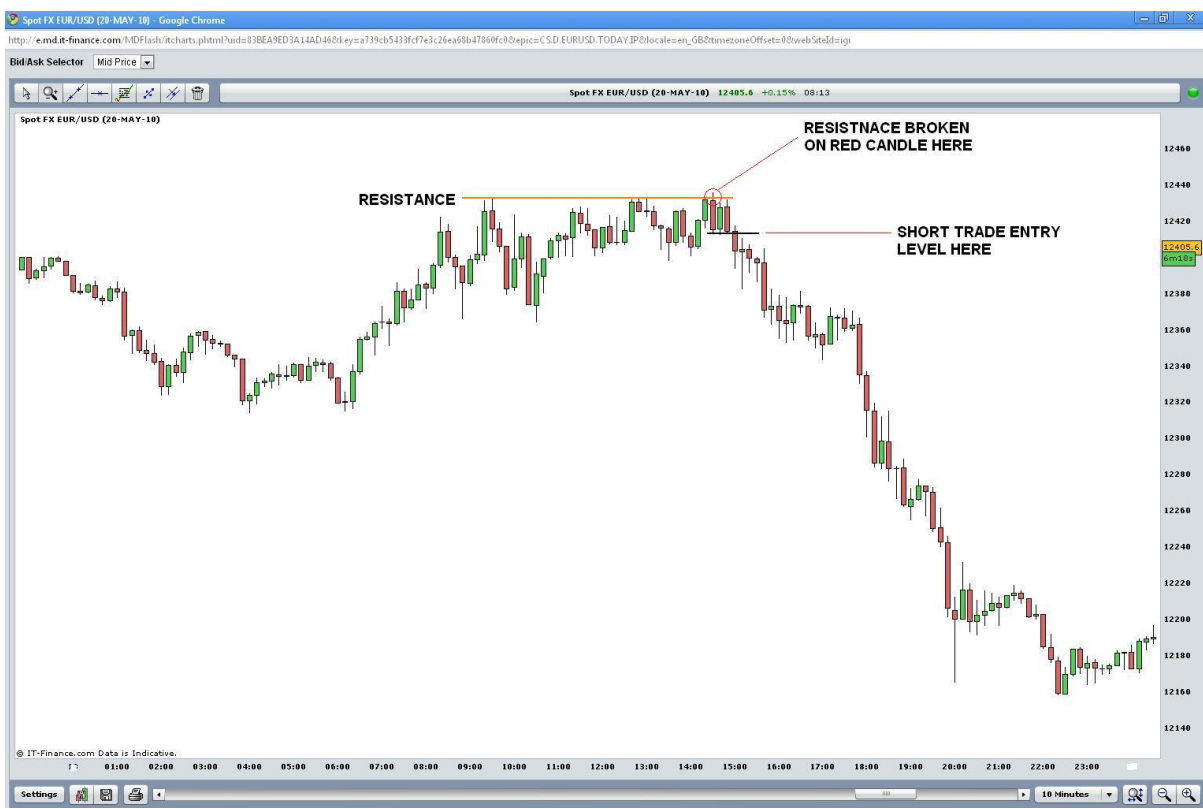 Spot FX EUR/USD (20-MAY-10) - Google Chrome
Bid/Ask Selector Mid Price
Spot FX EUR/USD (20-MAY-10) 12405.6 +0.15% 08:13
Spot FX EUR/USD (20-MAY-10)
RESISTNACE BROKEN
ON RED CANDLE HERE
RESISTANCE
SHORT TRADE ENTRY
LEVEL HERE
12460
12440
12420
12405.6
6m18s
12380
12360
12340
12320
12300
12280
12260
12240
12220
12200
12180
12160
12140
© IT-Finance.com Data is Indicative.
01:00 02:00 03:00 04:00 05:00 06:00 07:00 08:00 09:00 10:00 11:00 12:00 13:00 14:00 15:00 16:00 17:00 18:00 19:00 20:00 21:00 22:00 23:00
Settings 10 Minutes